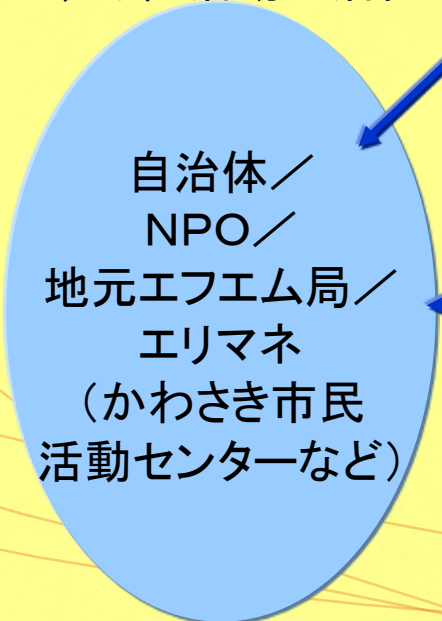 自治体／
NPO／
地元エフエム局／
エリマネ
（かわさき市民
活動センターなど）